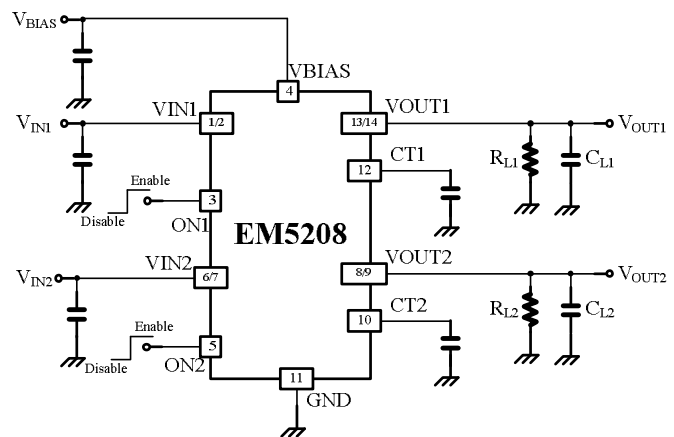 VBIAS
VBIAS
4
VIN1
VOUT1
VIN1
1/2
13/14
VOUT1
CT1
RL1
CL1
12
Enable
3
Disable
ON1
EM5208
VIN2
VOUT2
VIN2
6/7
8/9
VOUT2
CT2
RL2
CL2
10
Enable
5
Disable
ON2
11
GND